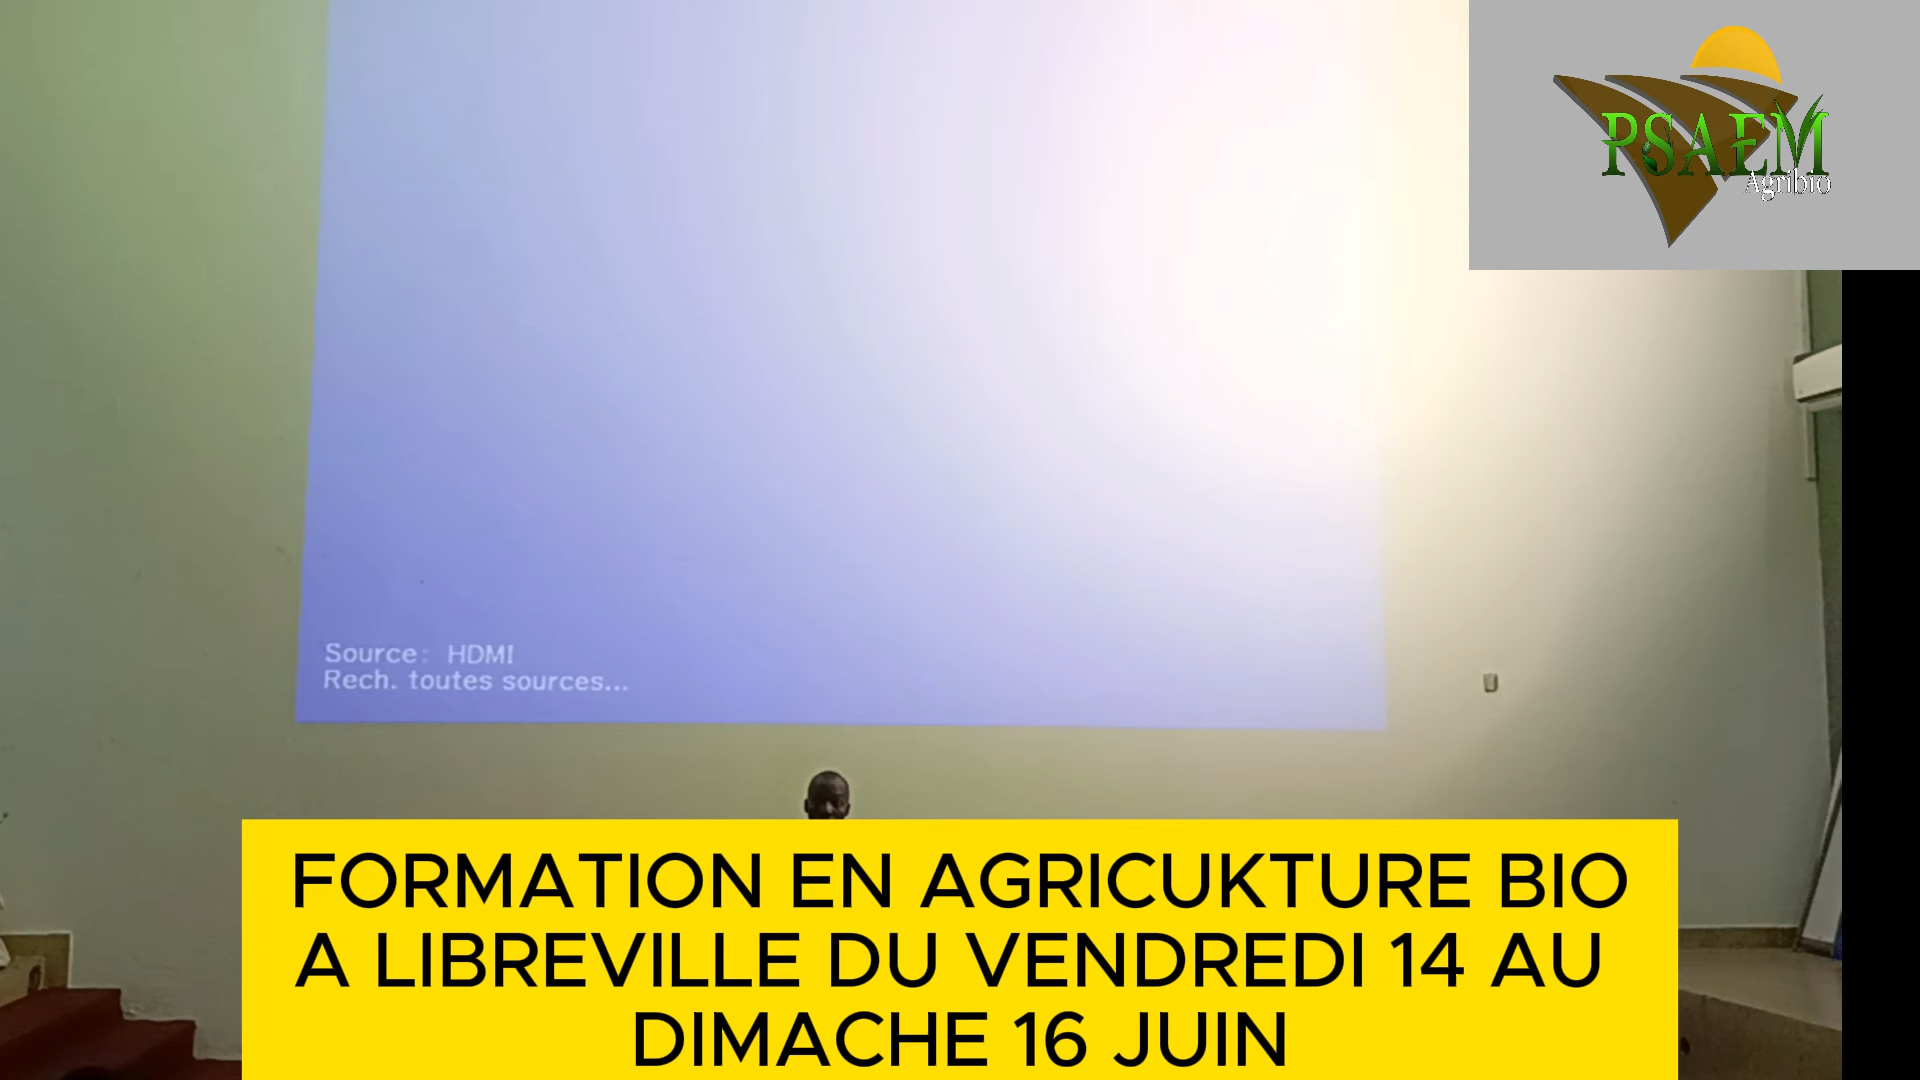 PSAEM
Agribio
Source: HDMI
Rech. toutes sources...
FORMATION EN AGRICUKTURE BIO
A LIBREVILLE DU VENDREDI 14 AU
DIMACHE 16 JUIN